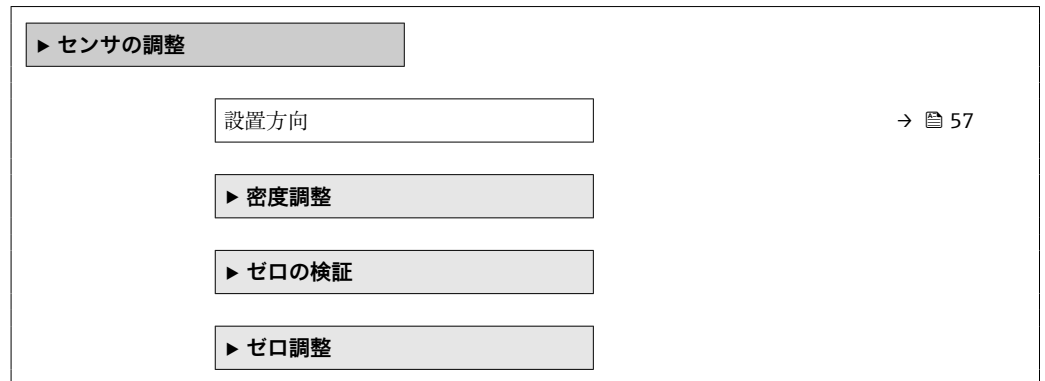 ▶ センサの調整
設置方向 → 🗎 57
▶ 密度調整
▶ ゼロの検証
▶ ゼロ調整